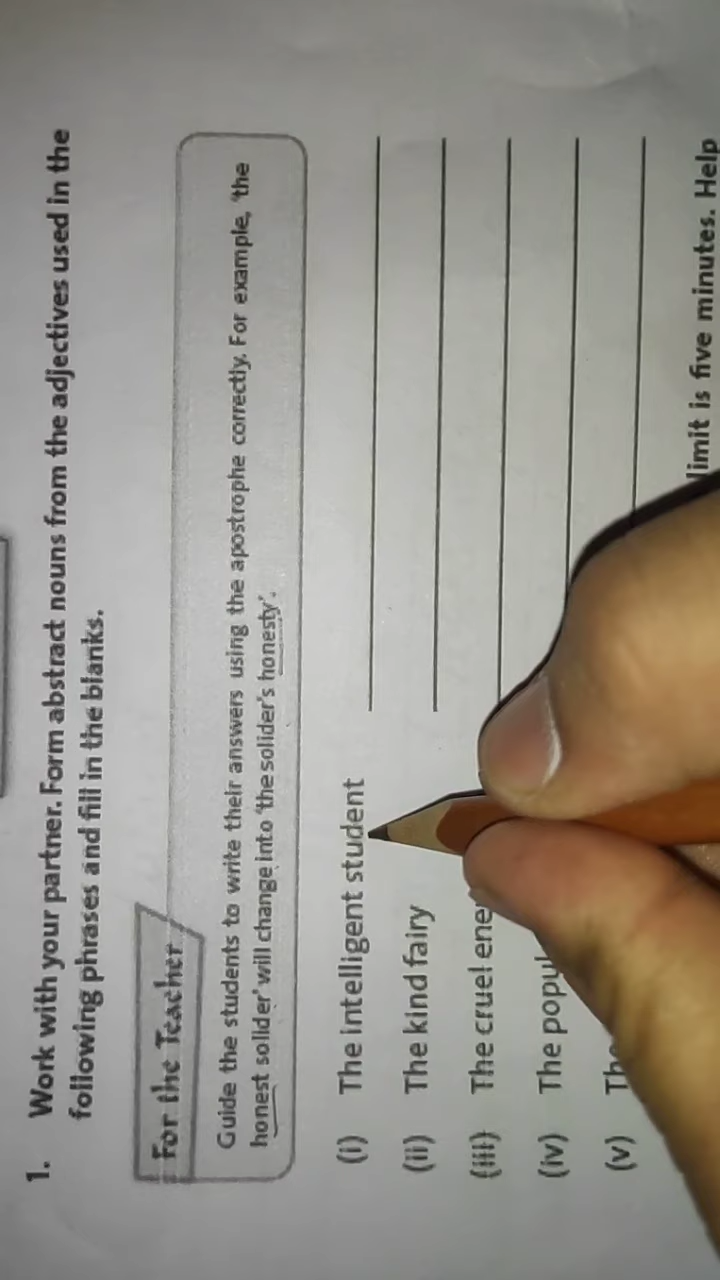 1. Work with your partner. Form abstract nouns from the adjectives used in the
following phrases and fill in the blanks.
For the Teacher
Guide the students to write their answers using the apostrophe correctly. For example, 'the
honest solider' will change into 'the solider's honesty'.
(i) The intelligent student
(ii) The kind fairy
(iii) The cruel ene
(iv) The popul
(v) Th
limit is five minutes. Help